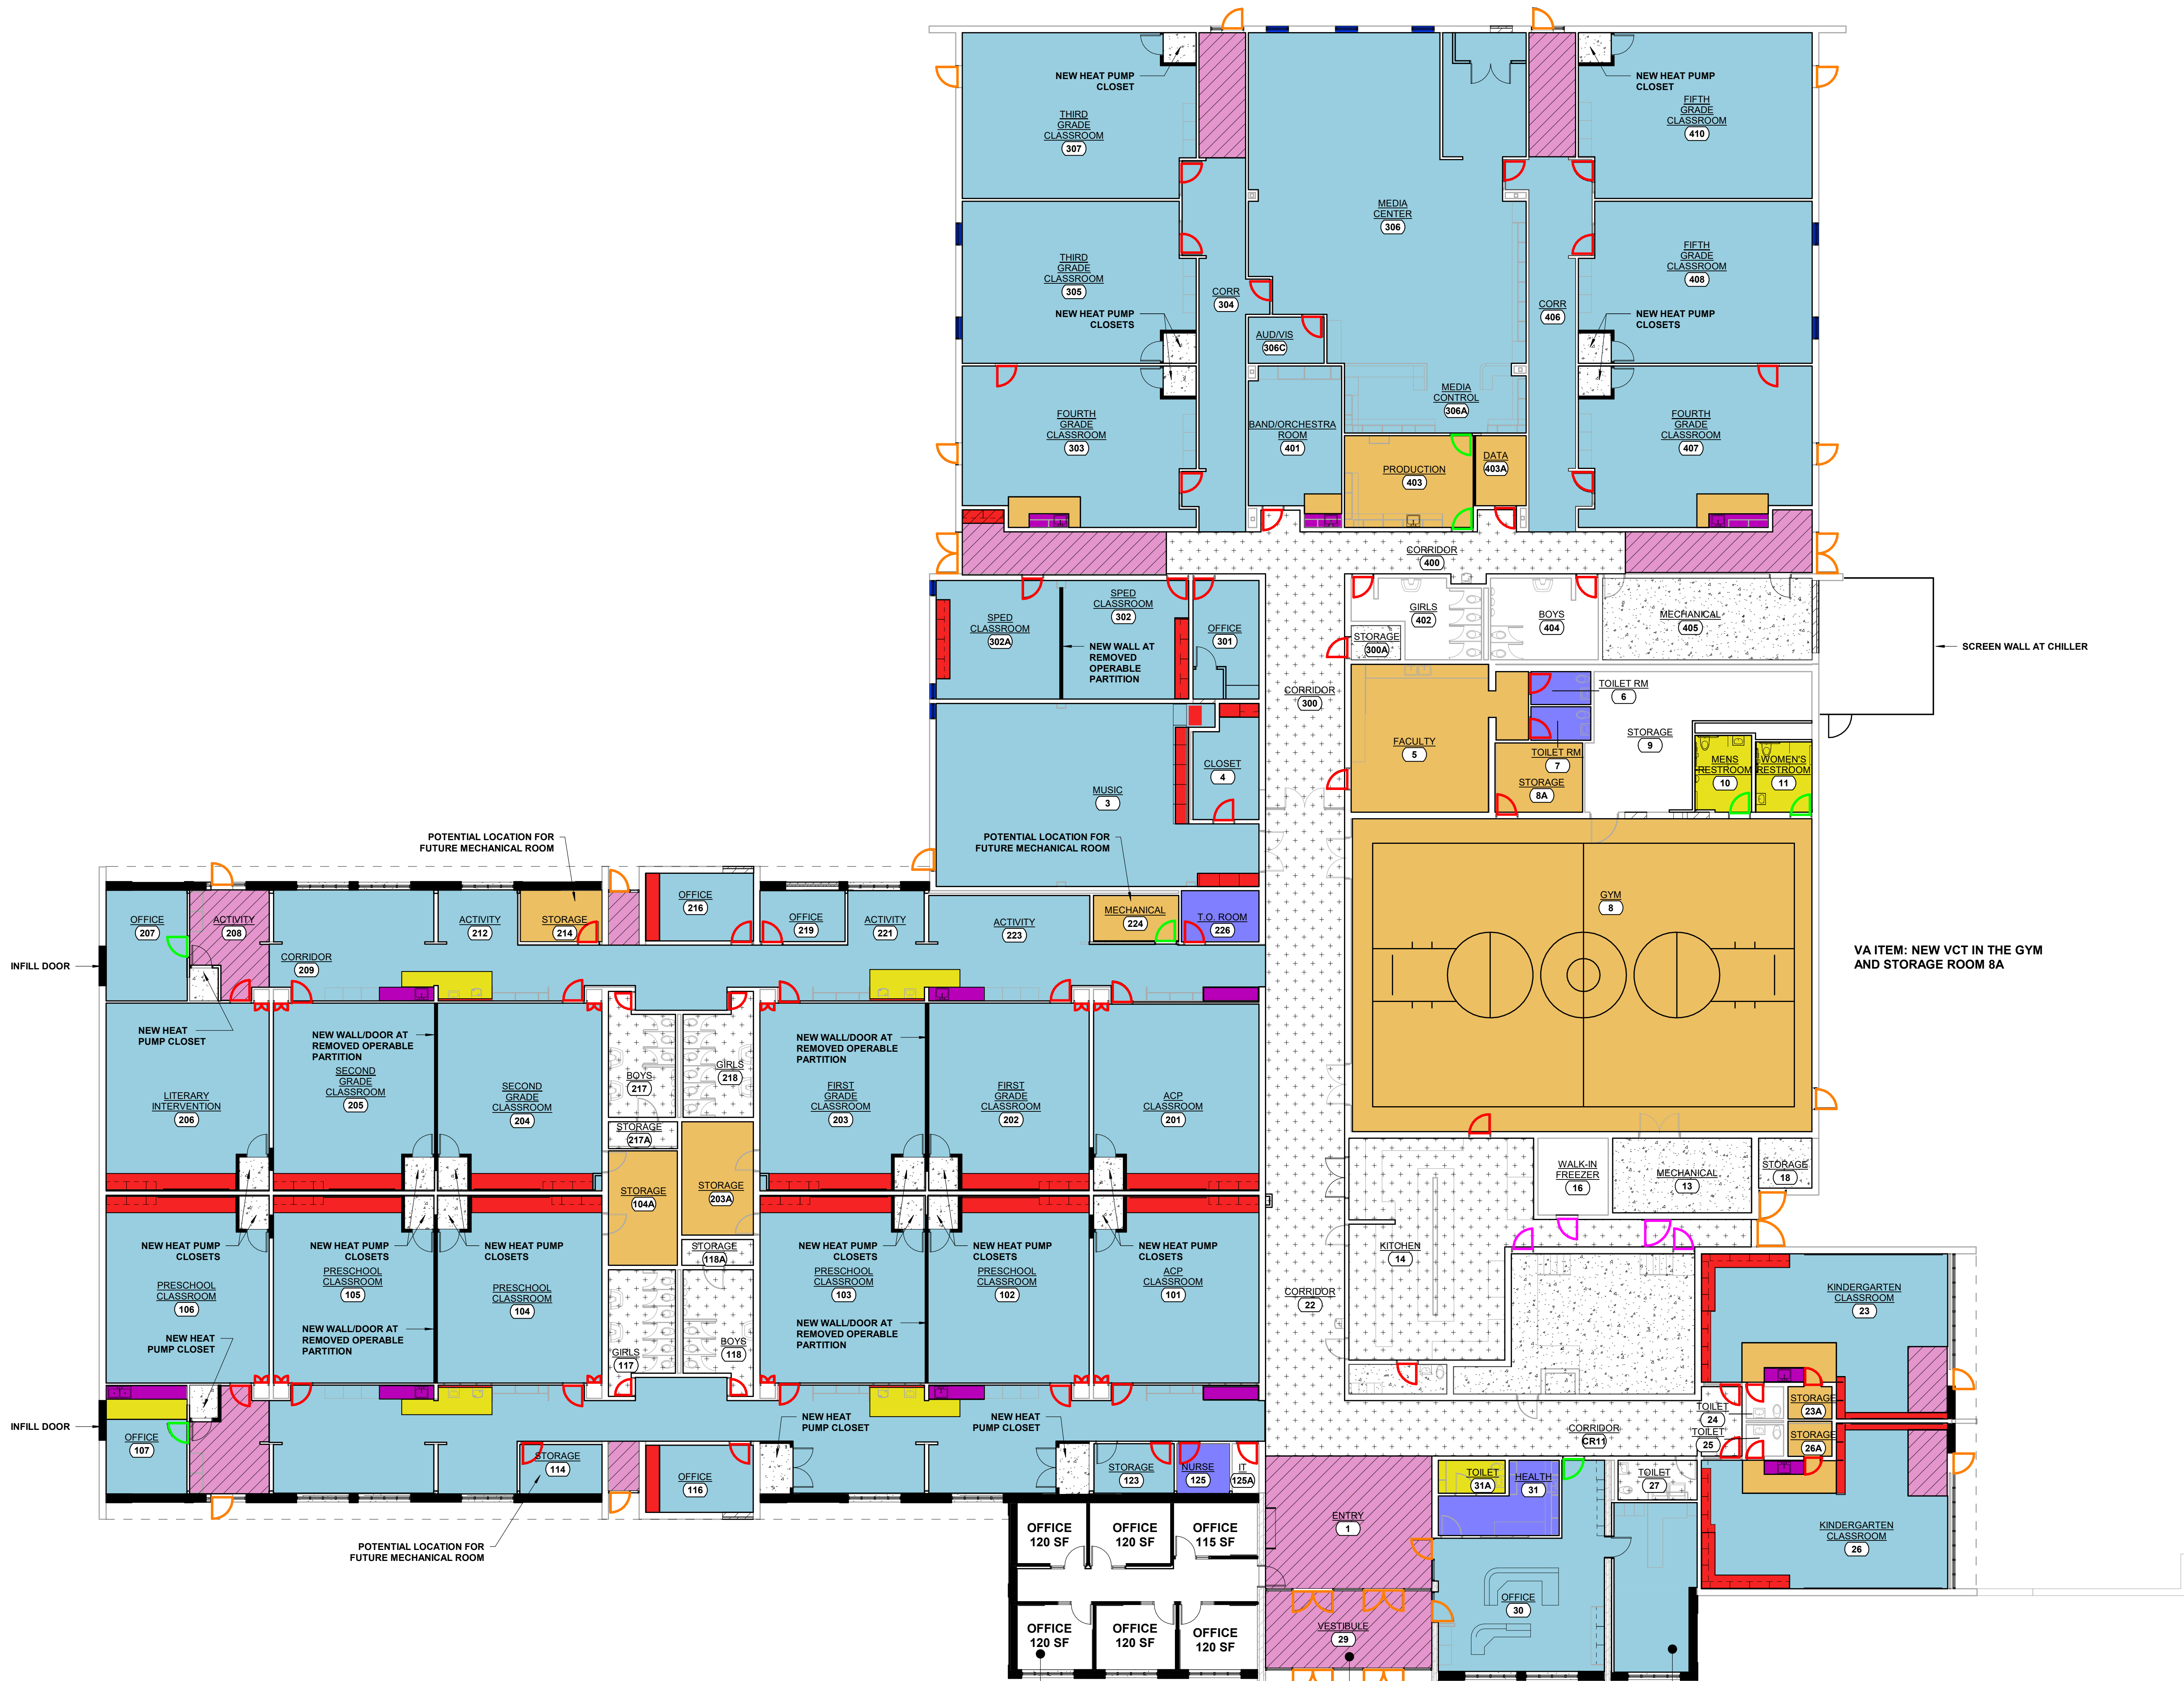 NEW HEAT PUMP
CLOSET
THIRD
GRADE
CLASSROOM
307
NEW HEAT PUMP
CLOSET
FIFTH
GRADE
CLASSROOM
410
MEDIA
CENTER
306
THIRD
GRADE
CLASSROOM
305
NEW HEAT PUMP
CLOSETS
CORR
304
AUD/VIS
306C
CORR
406
FIFTH
GRADE
CLASSROOM
408
NEW HEAT PUMP
CLOSETS
FOURTH
GRADE
CLASSROOM
303
BAND/ORCHESTRA
ROOM
401
MEDIA
CONTROL
306A
PRODUCTION
403
DATA
403A
FOURTH
GRADE
CLASSROOM
407
CORRIDOR
400
SPED
CLASSROOM
302A
SPED
CLASSROOM
302
NEW WALL AT
REMOVED
OPERABLE
PARTITION
OFFICE
301
GIRLS
402
STORAGE
300A
BOYS
404
MECHANICAL
405
SCREEN WALL AT CHILLER
CORRIDOR
300
TOILET RM
6
FACULTY
5
TOILET RM
7
STORAGE
8A
STORAGE
9
MENS
RESTROOM
10
WOMEN'S
RESTROOM
11
MUSIC
3
CLOSET
4
POTENTIAL LOCATION FOR
FUTURE MECHANICAL ROOM
POTENTIAL LOCATION FOR
FUTURE MECHANICAL ROOM
OFFICE
207
ACTIVITY
208
ACTIVITY
212
STORAGE
214
OFFICE
216
OFFICE
219
ACTIVITY
221
ACTIVITY
223
MECHANICAL
224
T.O. ROOM
226
GYM
8
VA ITEM: NEW VCT IN THE GYM
AND STORAGE ROOM 8A
INFILL DOOR
CORRIDOR
209
NEW HEAT
PUMP CLOSET
NEW WALL/DOOR AT
REMOVED OPERABLE
PARTITION
SECOND
GRADE
CLASSROOM
205
LITERARY
INTERVENTION
206
SECOND
GRADE
CLASSROOM
204
BOYS
217
GIRLS
218
STORAGE
217A
NEW WALL/DOOR AT
REMOVED OPERABLE
PARTITION
FIRST
GRADE
CLASSROOM
203
FIRST
GRADE
CLASSROOM
202
ACP
CLASSROOM
201
STORAGE
104A
STORAGE
203A
STORAGE
118A
WALK-IN
FREEZER
16
MECHANICAL
13
STORAGE
18
KITCHEN
14
NEW HEAT PUMP
CLOSETS
NEW HEAT PUMP
CLOSETS
NEW HEAT PUMP
CLOSETS
NEW HEAT PUMP
CLOSETS
NEW HEAT PUMP
CLOSETS
NEW HEAT PUMP
CLOSETS
PRESCHOOL
CLASSROOM
106
PRESCHOOL
CLASSROOM
105
PRESCHOOL
CLASSROOM
104
PRESCHOOL
CLASSROOM
103
PRESCHOOL
CLASSROOM
102
ACP
CLASSROOM
101
CORRIDOR
22
KINDERGARTEN
CLASSROOM
23
NEW HEAT
PUMP CLOSET
NEW WALL/DOOR AT
REMOVED OPERABLE
PARTITION
GIRLS
117
BOYS
118
NEW WALL/DOOR AT
REMOVED OPERABLE
PARTITION
INFILL DOOR
OFFICE
107
STORAGE
114
OFFICE
116
NEW HEAT
PUMP CLOSET
NEW HEAT
PUMP CLOSET
STORAGE
123
NURSE
125
IT
125A
CORRIDOR
CR11
TOILET
24
TOILET
25
STORAGE
23A
STORAGE
26A
TOILET
31A
HEALTH
31
TOILET
27
ENTRY
1
KINDERGARTEN
CLASSROOM
26
POTENTIAL LOCATION FOR
FUTURE MECHANICAL ROOM
OFFICE
120 SF
OFFICE
120 SF
OFFICE
115 SF
OFFICE
120 SF
OFFICE
120 SF
OFFICE
120 SF
VESTIBULE
29
OFFICE
30